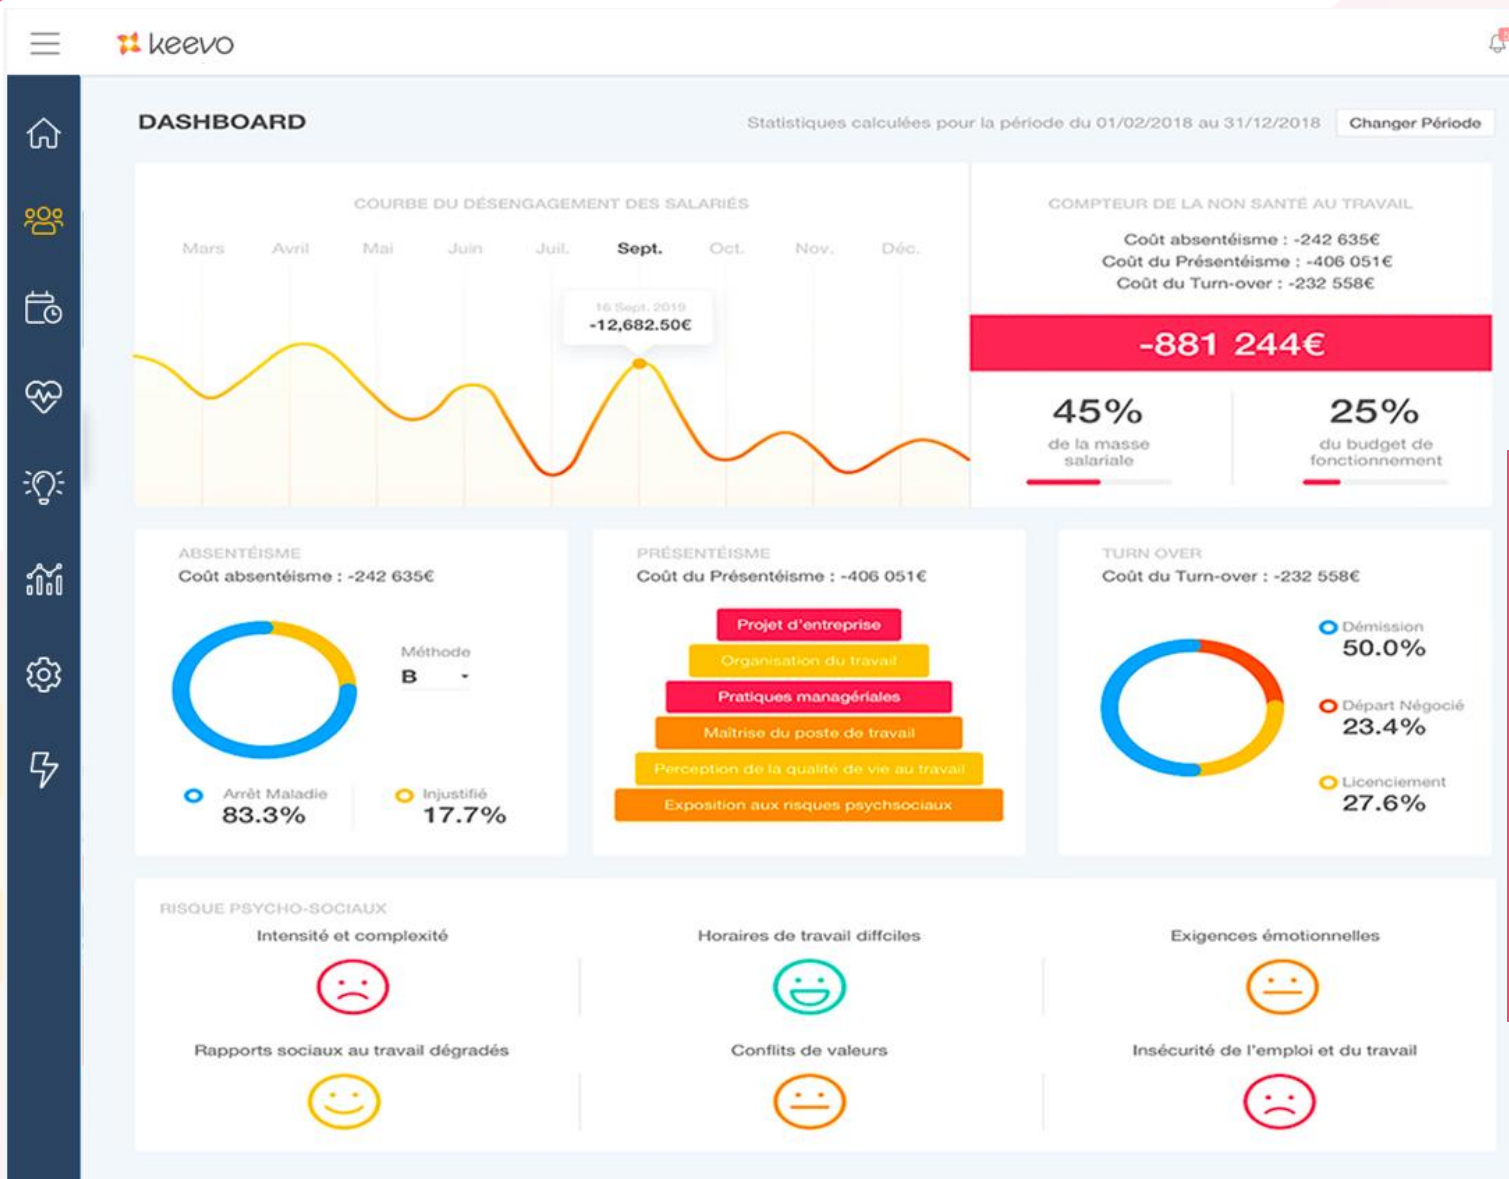 keevo
DASHBOARD
Statistiques calculées pour la période du 01/02/2018 au 31/12/2018
Changer Période
COURBE DU DÉSENGAGEMENT DES SALARIÉS
Mars Avril Mai Juin Juil. Sept. Oct. Nov. Déc.
16 Sept. 2019
-12,682.50€
COMPTEUR DE LA NON SANTÉ AU TRAVAIL
Coût absentéisme : -242 635€
Coût du Présentéisme : -406 051€
Coût du Turn-over : -232 558€
-881 244€
45%
de la masse
salariale
25%
du budget de
fonctionnement
ABSENTÉISME
Coût absentéisme : -242 635€
Méthode
B
Arrêt Maladie
83.3%
Injustifié
17.7%
PRÉSENTÉISME
Coût du Présentéisme : -406 051€
Projet d'entreprise
Organisation du travail
Pratiques managériales
Maîtrise du poste de travail
Perception de la qualité de vie au travail
Exposition aux risques psychsociaux
TURN OVER
Coût du Turn-over : -232 558€
Démission
50.0%
Départ Négocié
23.4%
Licenciement
27.6%
RISQUE PSYCHO-SOCIAUX
Intensité et complexité
Horaires de travail diffciles
Exigences émotionnelles
Rapports sociaux au travail dégradés
Conflits de valeurs
Insécurité de l'emploi et du travail